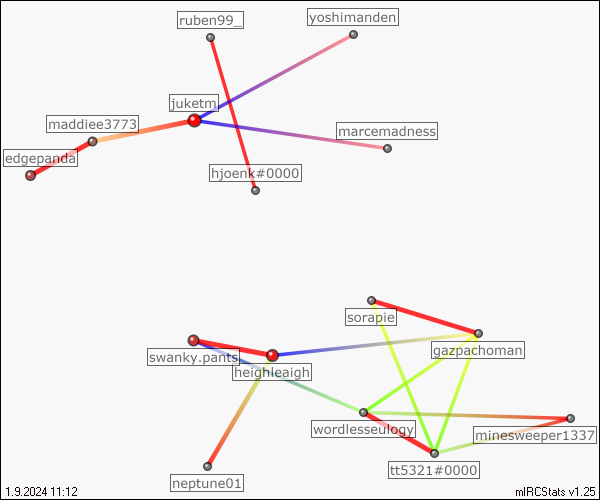 ruben99_
yoshimanden
juketm
maddiee3773
marcemadness
edgepanda
hjoenk#0000
sorapie
swanky.pants
gazpachoman
heighleaigh
wordlesseulogy
minesweeper1337
tt5321#0000
neptune01
1.9.2024 11:12
mIRCStats v1.25